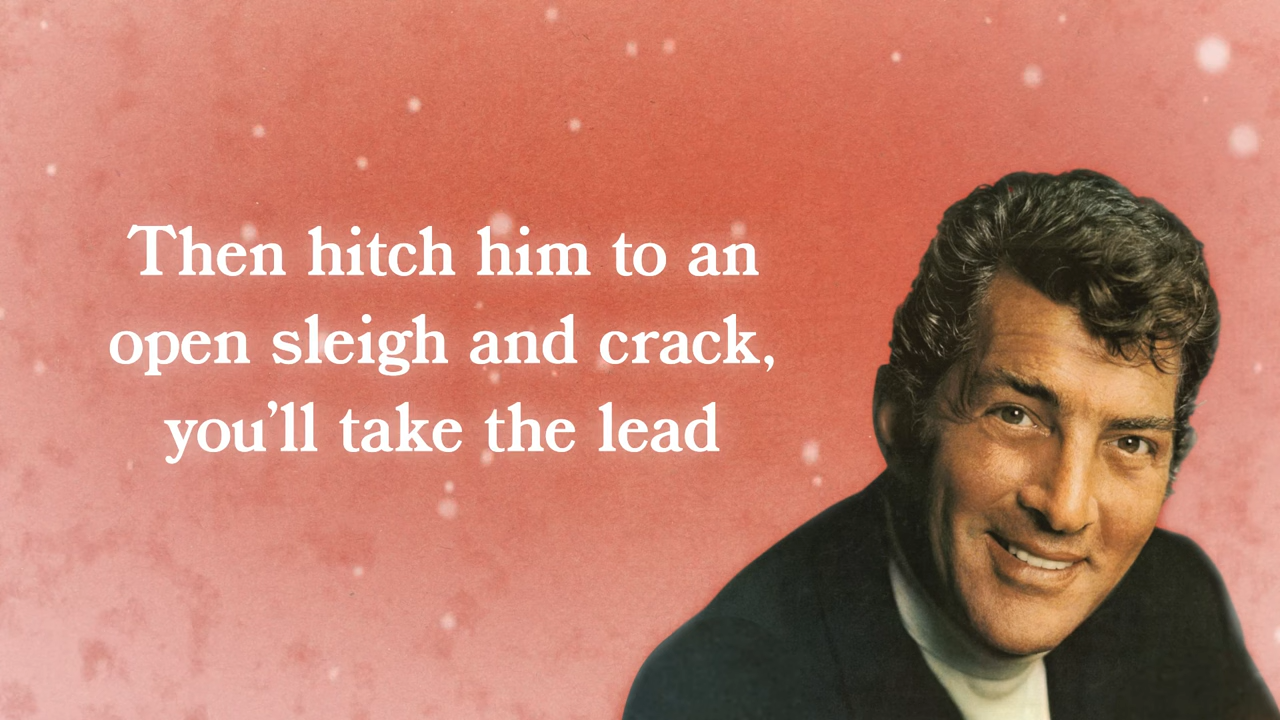 Then hitch him to an
open sleigh and crack,
you’ll take the lead